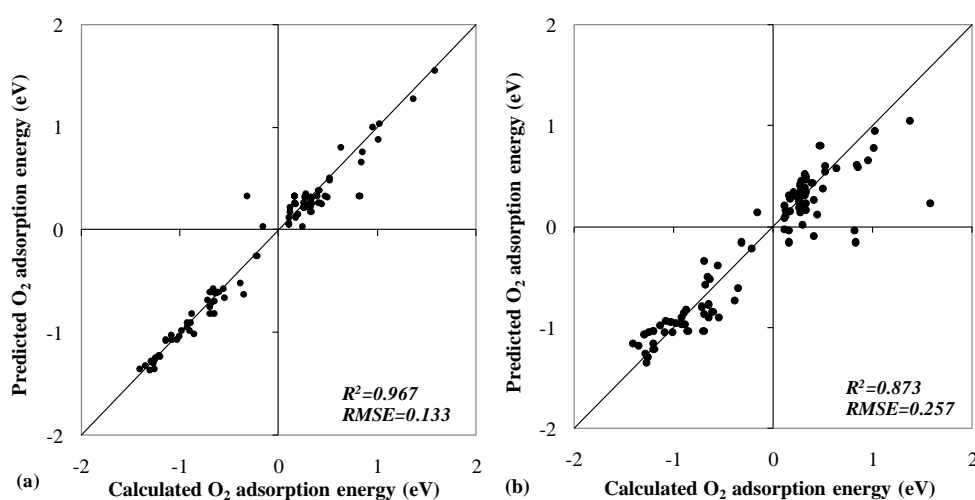 2
1
0
-1
-2
-2
-1
0
1
2
Predicted O₂ adsorption energy (eV)
Calculated O₂ adsorption energy (eV)
R²=0.967
RMSE=0.133
(a)
2
1
0
-1
-2
-2
-1
0
1
2
Predicted O₂ adsorption energy (eV)
Calculated O₂ adsorption energy (eV)
R²=0.873
RMSE=0.257
(b)